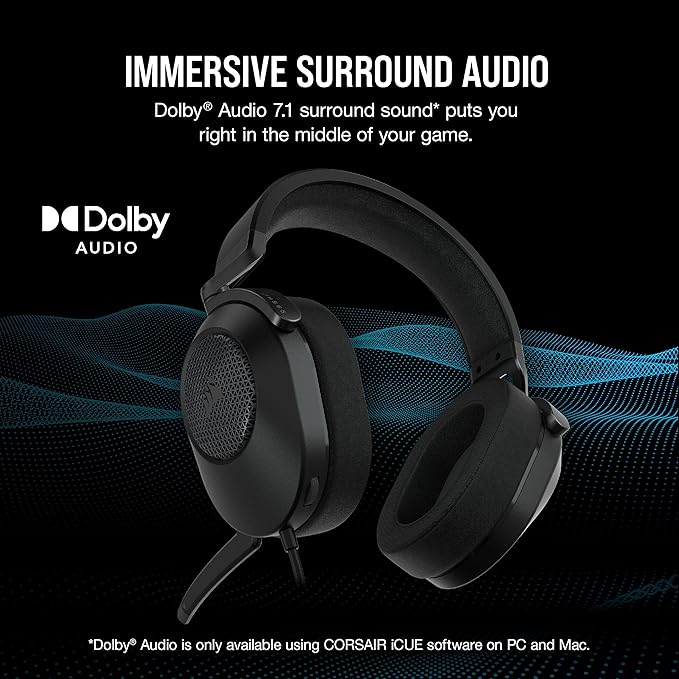 IMMERSIVE SURROUND AUDIO
Dolby® Audio 7.1 surround sound* puts you
right in the middle of your game.
Dolby
AUDIO
*Dolby® Audio is only available using CORSAIR iCUE software on PC and Mac.